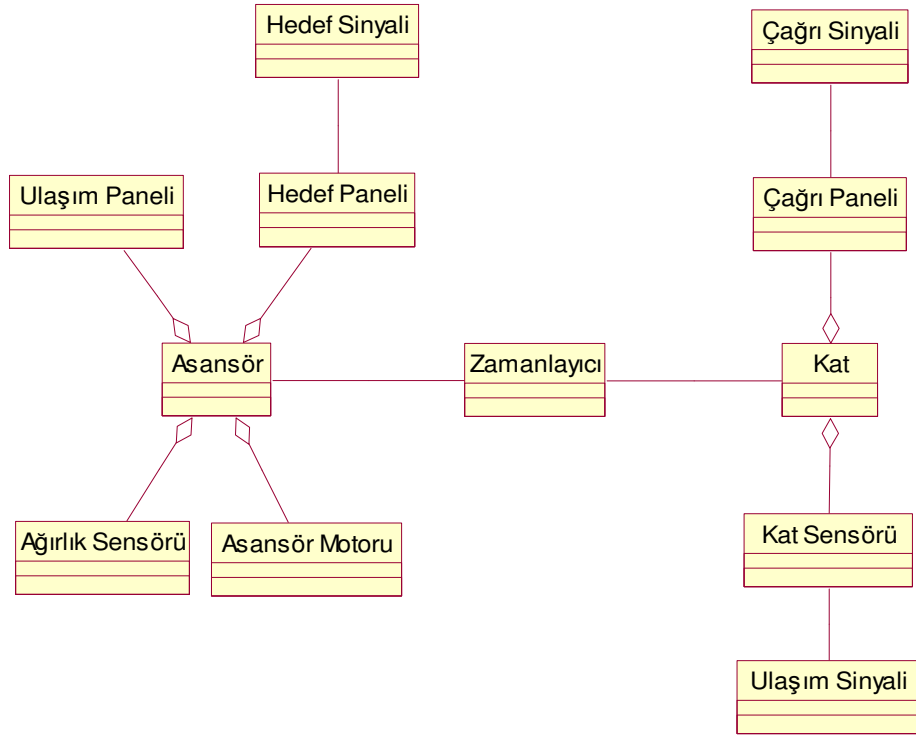 Hedef Sinyali
Çağrı Sinyali
Ulaşım Paneli
Hedef Paneli
Çağrı Paneli
Asansör
Zamanlayıcı
Kat
Ağırlık Sensörü
Asansör Motoru
Kat Sensörü
Ulaşım Sinyali